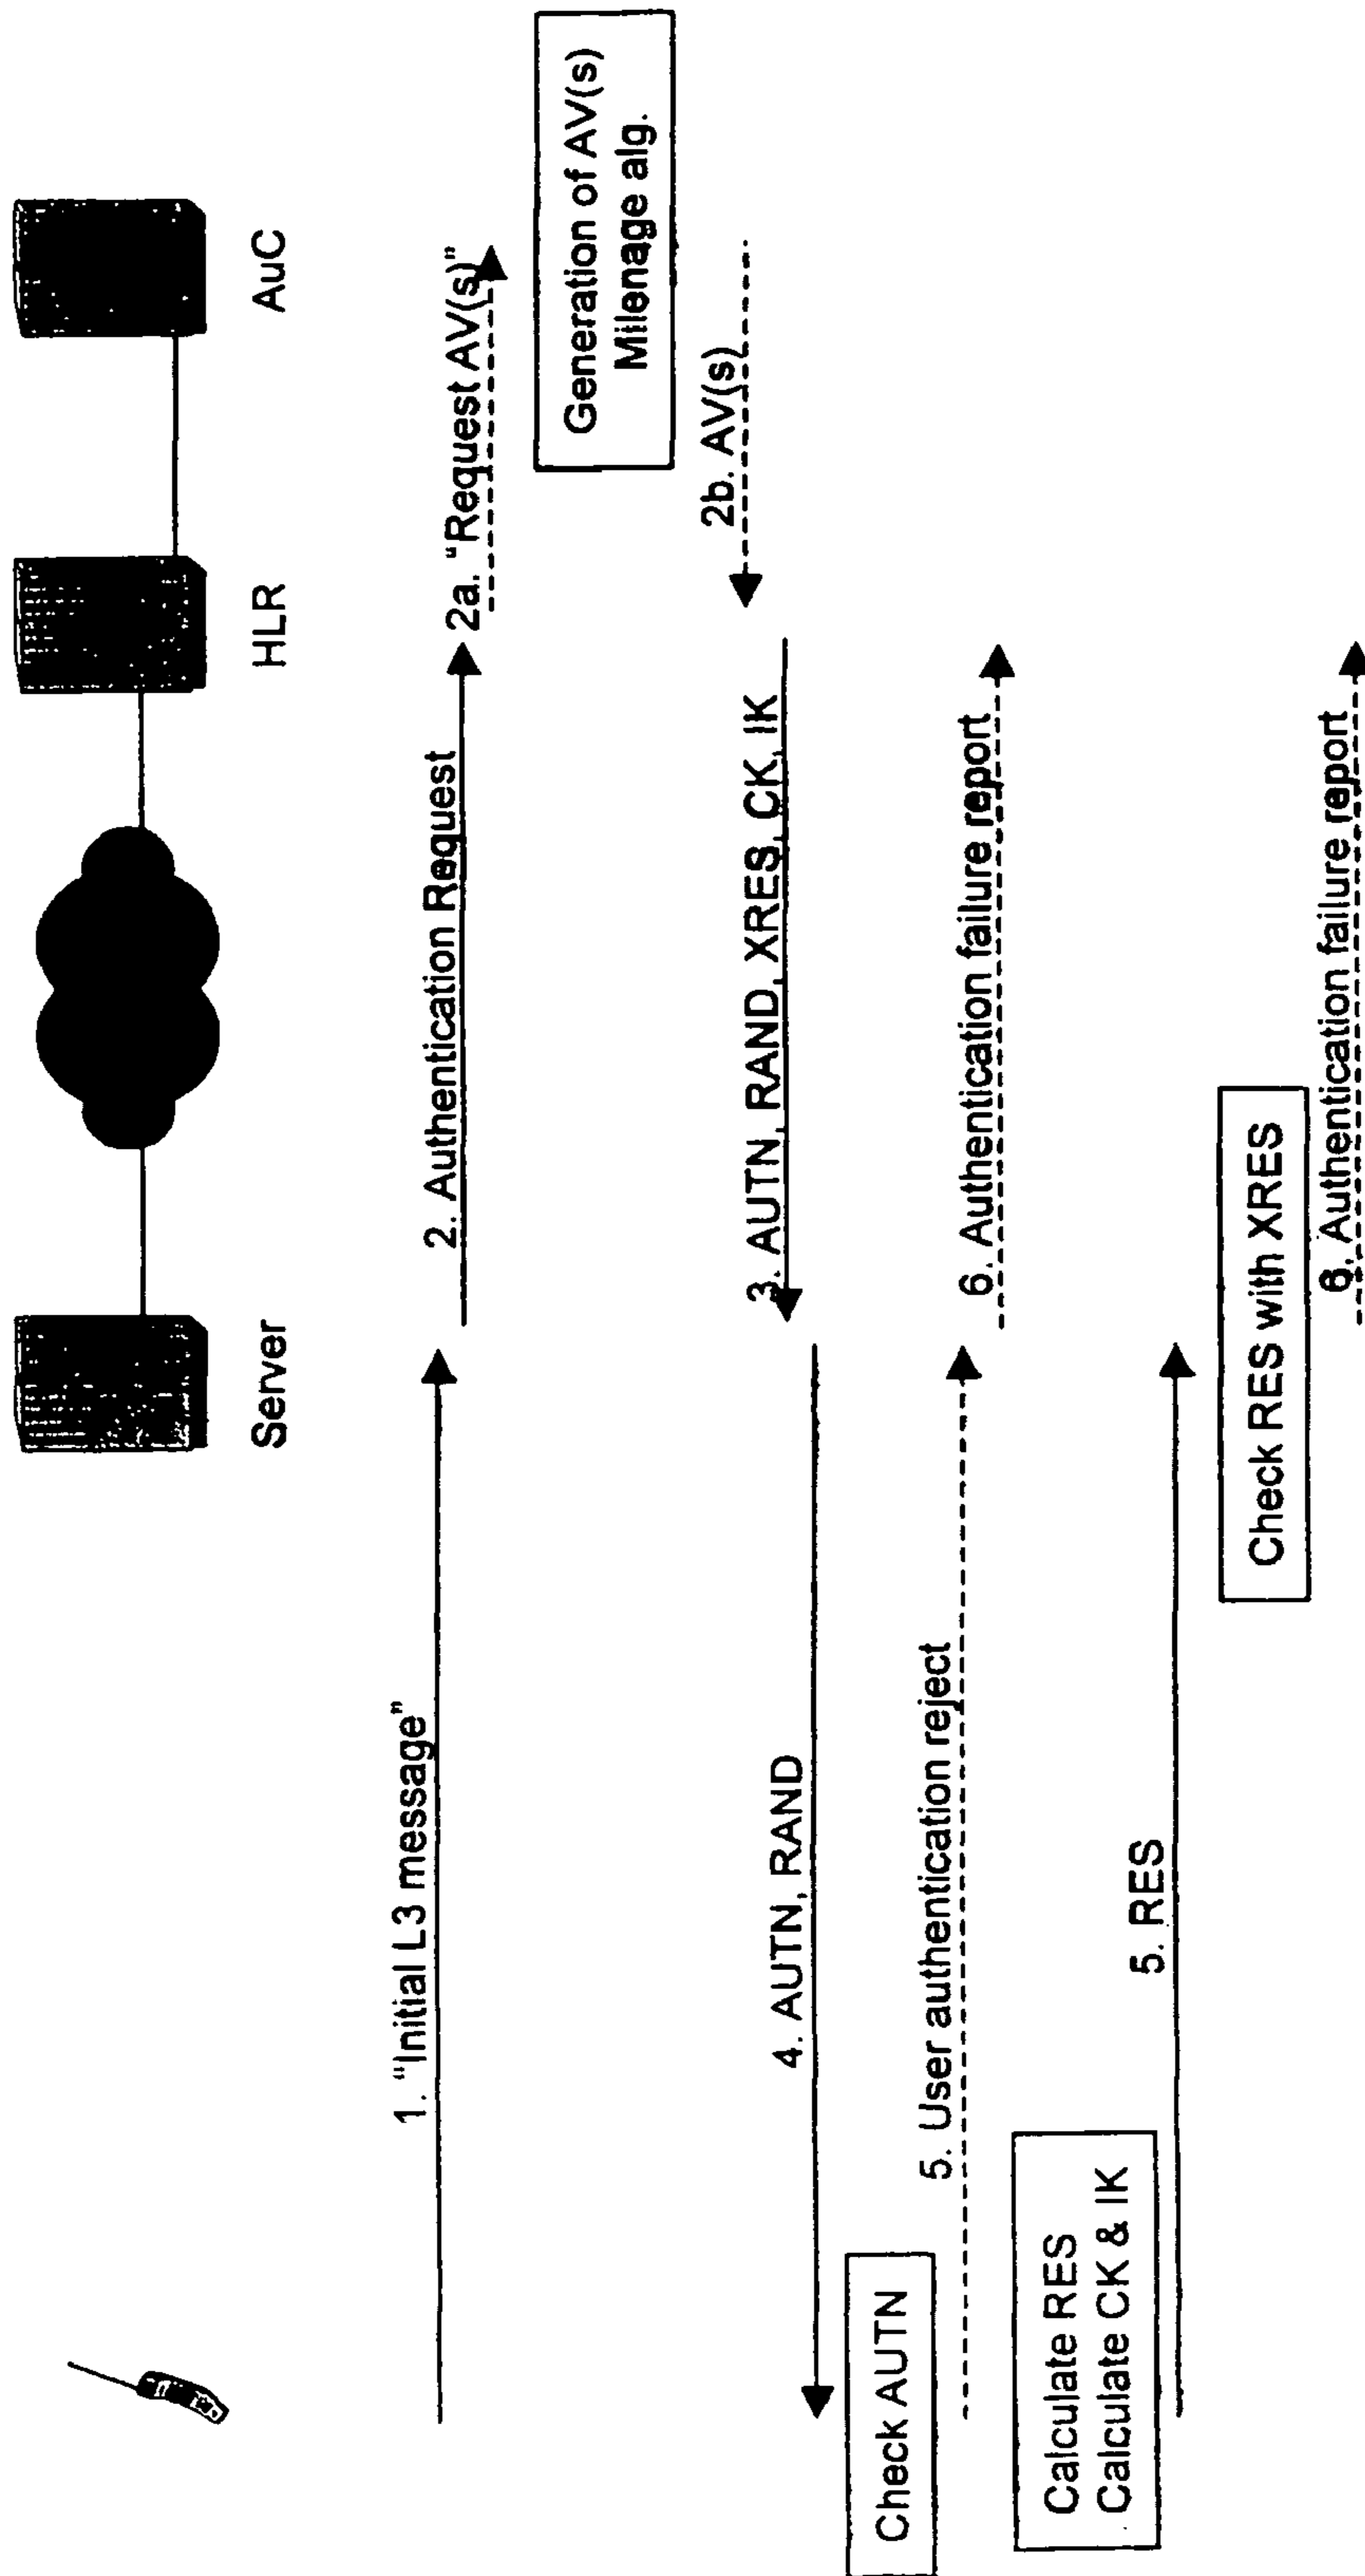 Server
HLR
AuC
1. "Initial L3 message"
2. Authentication Request
2a. "Request AV(s)"
Generation of AV(s)
Milenage alg.
2b. AV(s)
3. AUTN, RAND, XRES, CK, IK
4. AUTN, RAND
Check AUTN
5. User authentication reject
6. Authentication failure report
Calculate RES
Calculate CK & IK
5. RES
Check RES with XRES
6. Authentication failure report